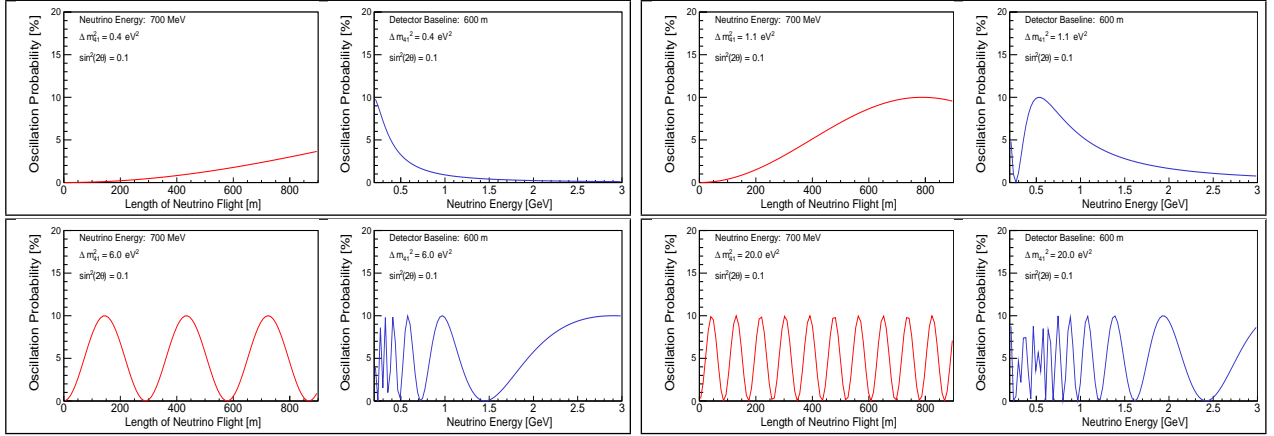 Oscillation Probability [%]
Neutrino Energy: 700 MeV
Δ m²₄₁ = 0.4 eV²
sin²(2θ) = 0.1
20
15
10
5
0
0 200 400 600 800
Length of Neutrino Flight [m]
Oscillation Probability [%]
Detector Baseline: 600 m
Δ m₄₁² = 0.4 eV²
sin²(2θ) = 0.1
20
15
10
5
0
0.5 1 1.5 2 2.5 3
Neutrino Energy [GeV]
Oscillation Probability [%]
Neutrino Energy: 700 MeV
Δ m²₄₁ = 1.1 eV²
sin²(2θ) = 0.1
20
15
10
5
0
0 200 400 600 800
Length of Neutrino Flight [m]
Oscillation Probability [%]
Detector Baseline: 600 m
Δ m₄₁² = 1.1 eV²
sin²(2θ) = 0.1
20
15
10
5
0
0.5 1 1.5 2 2.5 3
Neutrino Energy [GeV]
Oscillation Probability [%]
Neutrino Energy: 700 MeV
Δ m²₄₁ = 6.0 eV²
sin²(2θ) = 0.1
20
15
10
5
0
0 200 400 600 800
Length of Neutrino Flight [m]
Oscillation Probability [%]
Detector Baseline: 600 m
Δ m₄₁² = 6.0 eV²
sin²(2θ) = 0.1
20
15
10
5
0
0.5 1 1.5 2 2.5 3
Neutrino Energy [GeV]
Oscillation Probability [%]
Neutrino Energy: 700 MeV
Δ m²₄₁ = 20.0 eV²
sin²(2θ) = 0.1
20
15
10
5
0
0 200 400 600 800
Length of Neutrino Flight [m]
Oscillation Probability [%]
Detector Baseline: 600 m
Δ m₄₁² = 20.0 eV²
sin²(2θ) = 0.1
20
15
10
5
0
0.5 1 1.5 2 2.5 3
Neutrino Energy [GeV]